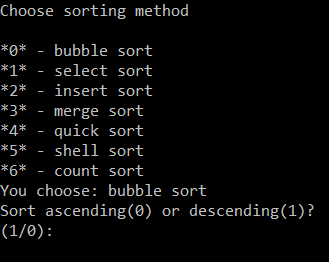 Choose sorting method
*0* - bubble sort
*1* - select sort
*2* - insert sort
*3* - merge sort
*4* - quick sort
*5* - shell sort
*6* - count sort
You choose: bubble sort
Sort ascending(0) or descending(1)?
(1/0):